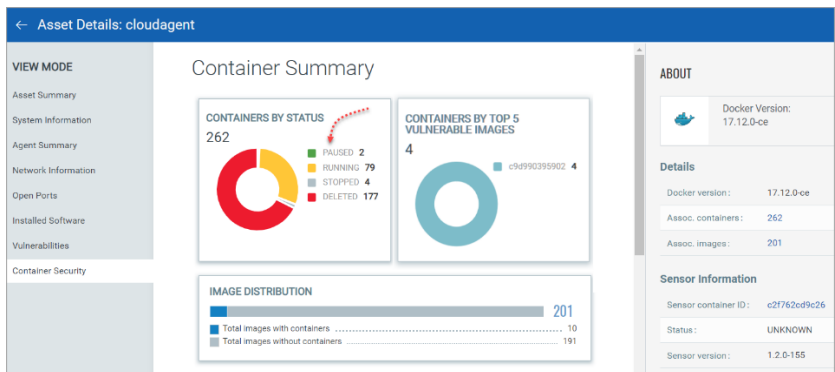 ← Asset Details: cloudagent
VIEW MODE
Asset Summary
System Information
Agent Summary
Network Information
Open Ports
Installed Software
Vulnerabilities
Container Security
Container Summary
CONTAINERS BY STATUS
262
PAUSED 2
RUNNING 79
STOPPED 4
DELETED 177
CONTAINERS BY TOP 5
VULNERABLE IMAGES
4
c9d990395902 4
IMAGE DISTRIBUTION
201
Total images with containers 10
Total images without containers 191
ABOUT
Docker Version:
17.12.0-ce
Details
Docker version: 17.12.0-ce
Assoc. containers: 262
Assoc. images: 201
Sensor Information
Sensor container ID: c2f762cd9c26
Status: UNKNOWN
Sensor version: 1.2.0-155